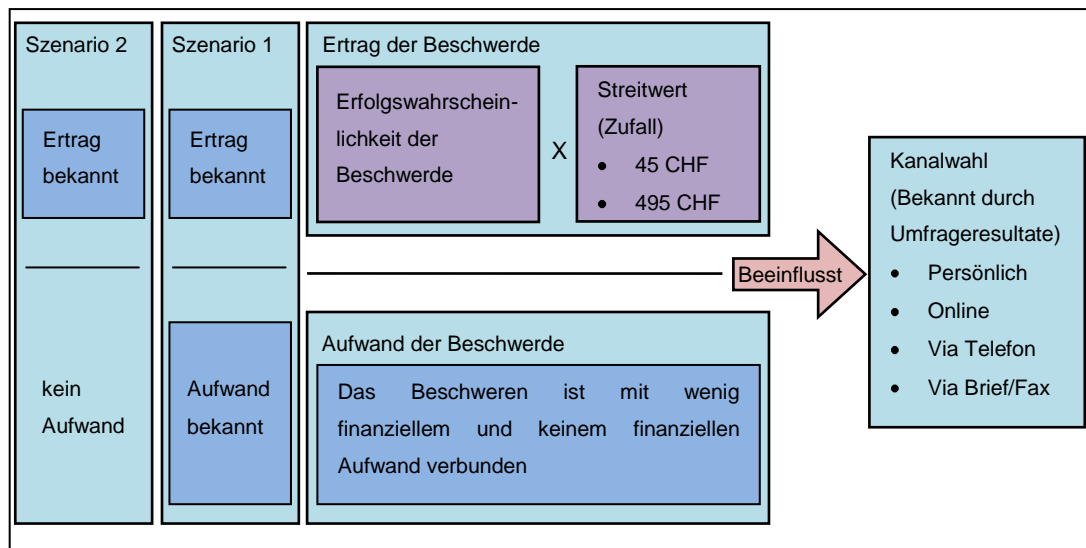 Szenario 2
Ertrag
bekannt
kein
Aufwand
Szenario 1
Ertrag
bekannt
Aufwand
bekannt
Ertrag der Beschwerde
Erfolgswahrschein-
lichkeit der
Beschwerde
X
Streitwert
(Zufall)
• 45 CHF
• 495 CHF
Aufwand der Beschwerde
Das Beschweren ist mit wenig
finanziellem und keinem finanziellen
Aufwand verbunden
Beeinflusst
Kanalwahl
(Bekannt durch
Umfrageresultate)
• Persönlich
• Online
• Via Telefon
• Via Brief/Fax